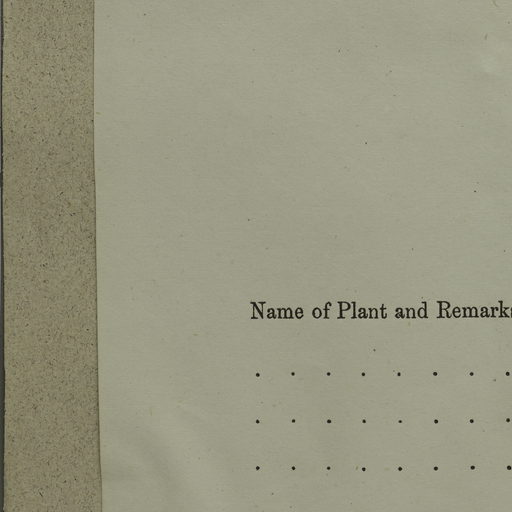 Name of Plant and Remarks
. . . . . . . .
. . . . . . . .
. . . . . . . .